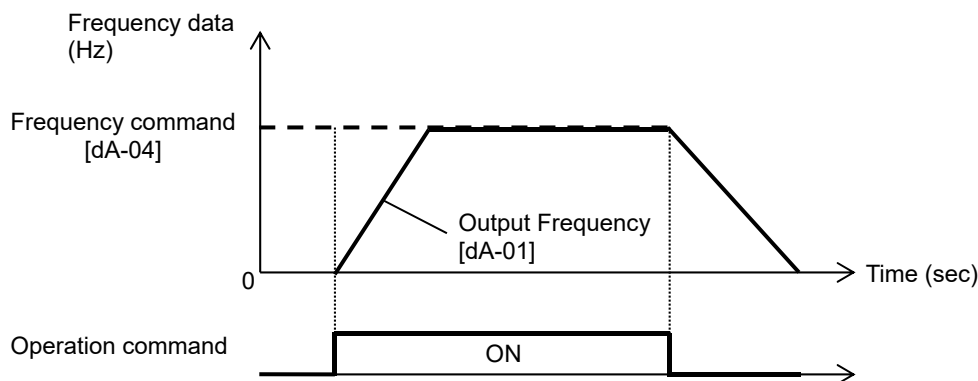 Frequency data
(Hz)
Frequency command
[dA-04]
Output Frequency
[dA-01]
0
Time (sec)
Operation command
ON